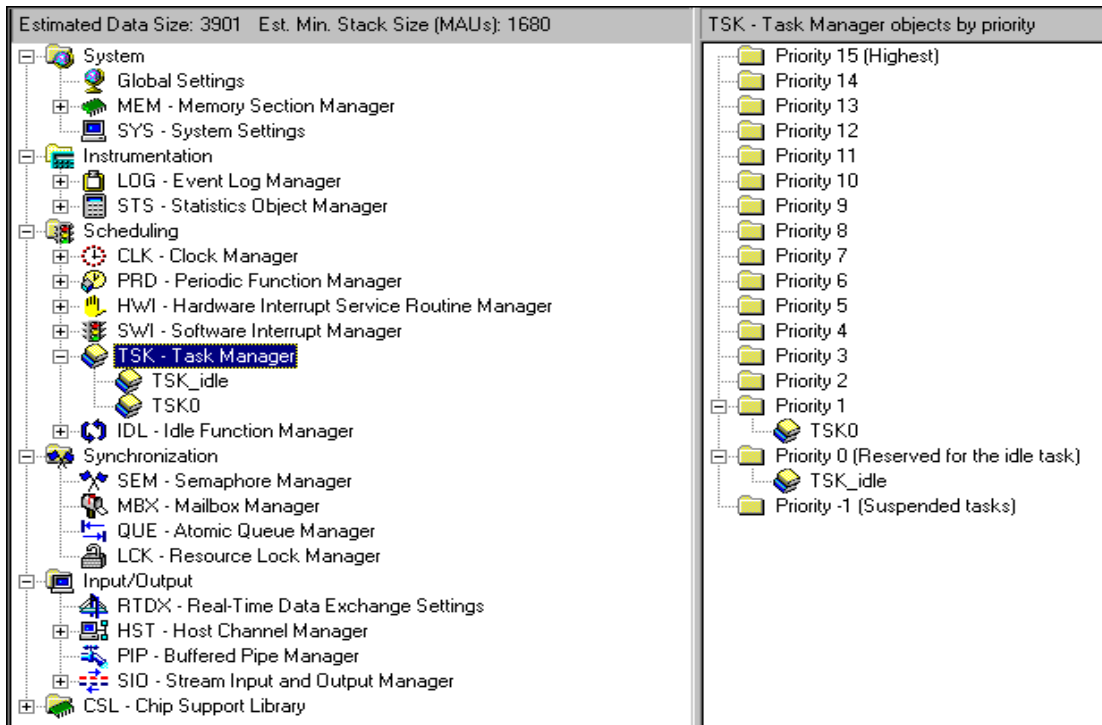 Estimated Data Size: 3901 Est. Min. Stack Size (MAUs): 1680
System
Global Settings
MEM - Memory Section Manager
SYS - System Settings
Instrumentation
LOG - Event Log Manager
STS - Statistics Object Manager
Scheduling
CLK - Clock Manager
PRD - Periodic Function Manager
HWI - Hardware Interrupt Service Routine Manager
SWI - Software Interrupt Manager
TSK - Task Manager
TSK_idle
TSK0
IDL - Idle Function Manager
Synchronization
SEM - Semaphore Manager
MBX - Mailbox Manager
QUE - Atomic Queue Manager
LCK - Resource Lock Manager
Input/Output
RTDX - Real-Time Data Exchange Settings
HST - Host Channel Manager
PIP - Buffered Pipe Manager
SIO - Stream Input and Output Manager
CSL - Chip Support Library
TSK - Task Manager objects by priority
Priority 15 (Highest)
Priority 14
Priority 13
Priority 12
Priority 11
Priority 10
Priority 9
Priority 8
Priority 7
Priority 6
Priority 5
Priority 4
Priority 3
Priority 2
Priority 1
TSK0
Priority 0 (Reserved for the idle task)
TSK_idle
Priority -1 (Suspended tasks)